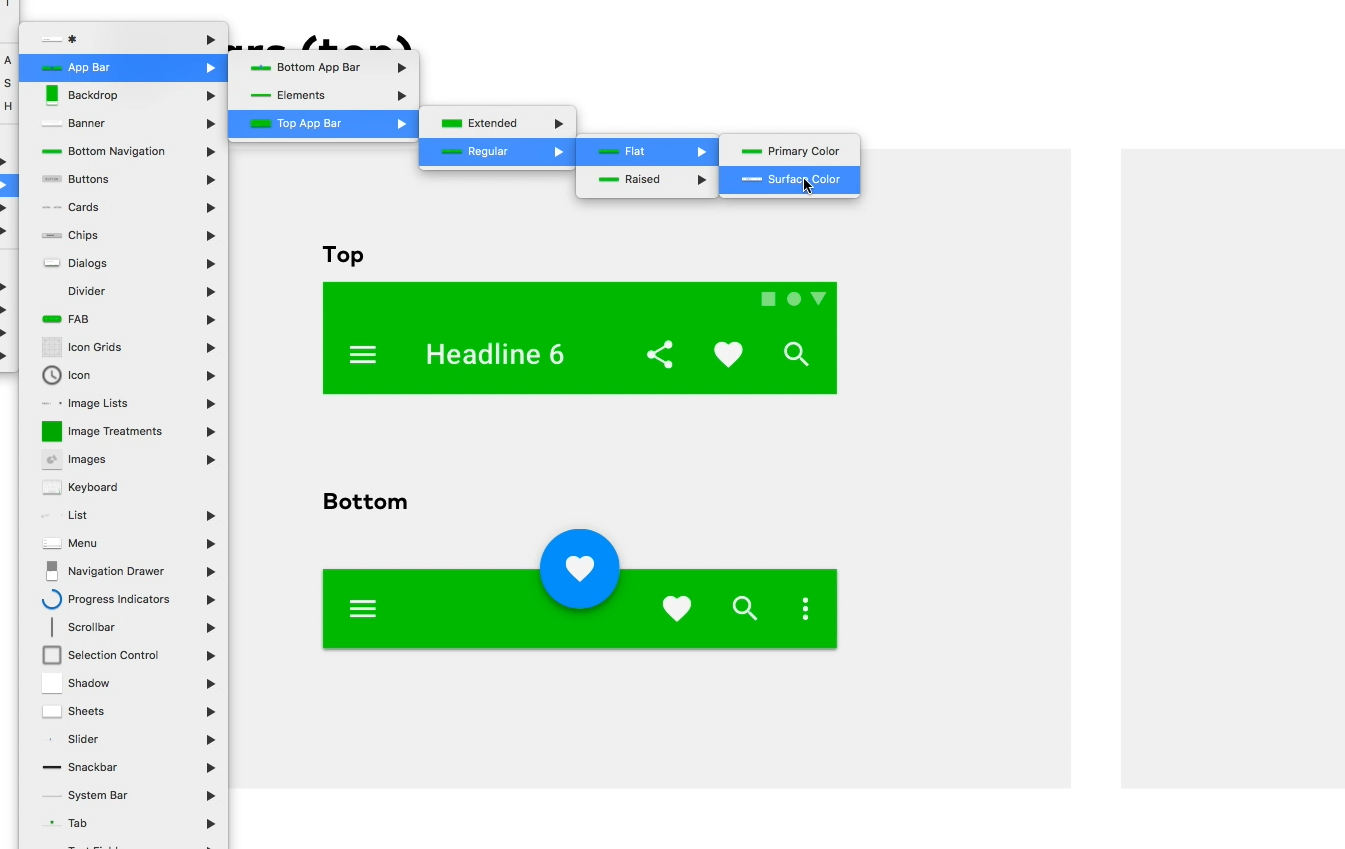 *
App Bar
Backdrop
Banner
Bottom Navigation
Buttons
Cards
Chips
Dialogs
Divider
FAB
Icon Grids
Icon
Image Lists
Image Treatments
Images
Keyboard
List
Menu
Navigation Drawer
Progress Indicators
Scrollbar
Selection Control
Shadow
Sheets
Slider
Snackbar
System Bar
Tab
A
S
H
Bottom App Bar
Elements
Top App Bar
Extended
Regular
Flat
Raised
Primary Color
Surface Color
(top)
Top
Headline 6
Bottom